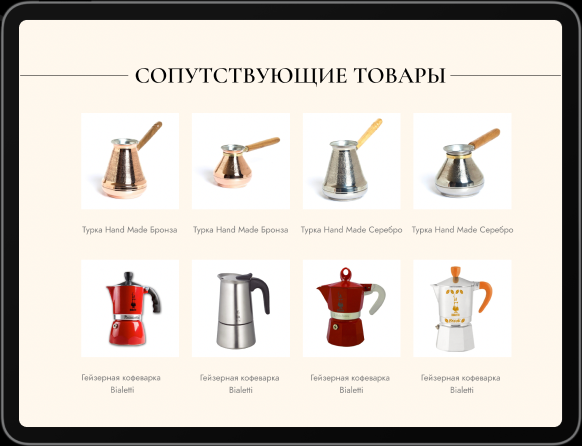 СОПУТСТВУЮЩИЕ ТОВАРЫ
Турка Hand Made Бронза
Турка Hand Made Бронза
Турка Hand Made Серебро
Турка Hand Made Серебро
Гейзерная кофеварка
Bialetti
Гейзерная кофеварка
Bialetti
Гейзерная кофеварка
Bialetti
Гейзерная кофеварка
Bialetti